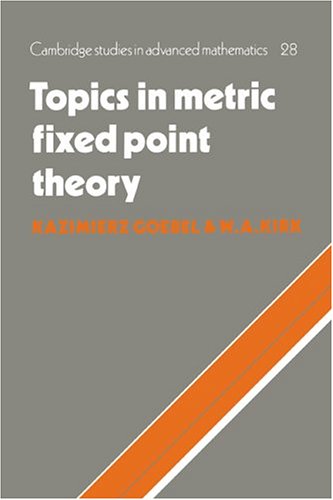 Cambridge studies in advanced mathematics 28
Topics in metric
fixed point
theory
KAZIMIERZ GOEBEL & W.A.KIRK